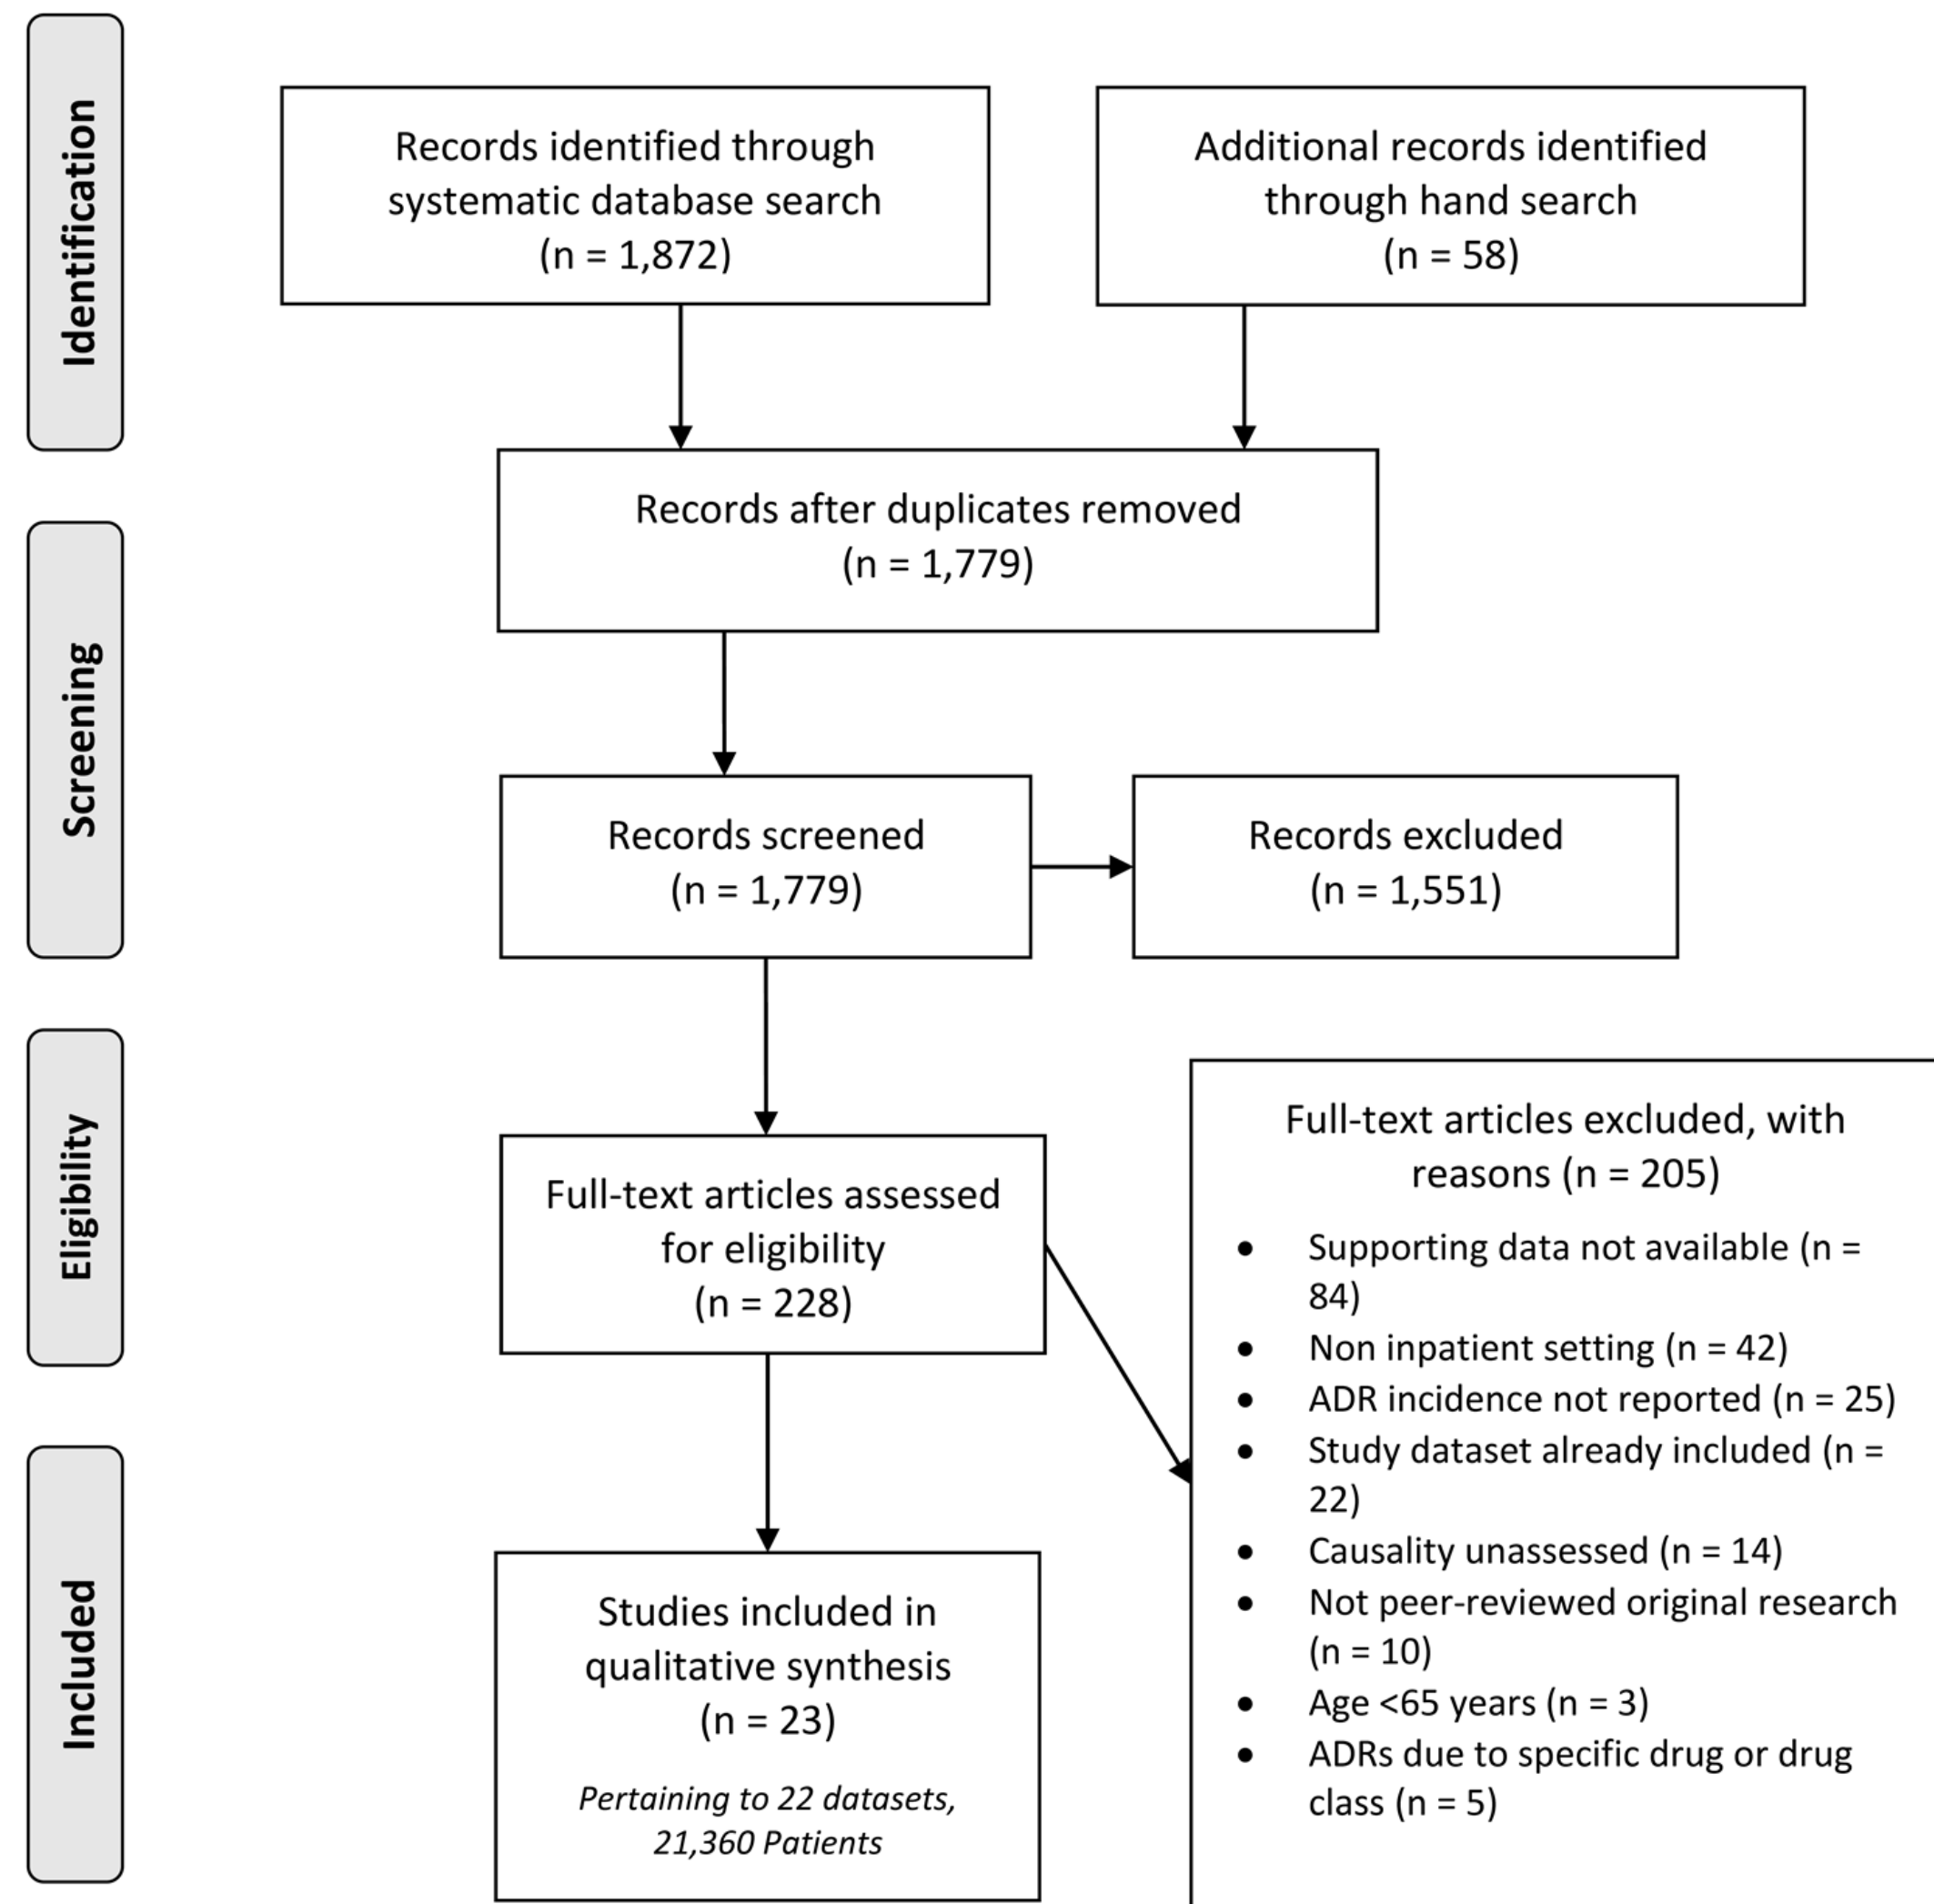 Identification
Records identified through
systematic database search
(n = 1,872)
Additional records identified
through hand search
(n = 58)
Records after duplicates removed
(n = 1,779)
Screening
Records screened
(n = 1,779)
Records excluded
(n = 1,551)
Eligibility
Full-text articles assessed
for eligibility
(n = 228)
Full-text articles excluded, with
reasons (n = 205)
• Supporting data not available (n =
84)
• Non inpatient setting (n = 42)
• ADR incidence not reported (n = 25)
• Study dataset already included (n =
22)
• Causality unassessed (n = 14)
• Not peer-reviewed original research
(n = 10)
• Age <65 years (n = 3)
• ADRs due to specific drug or drug
class (n = 5)
Included
Studies included in
qualitative synthesis
(n = 23)
Pertaining to 22 datasets,
21,360 Patients